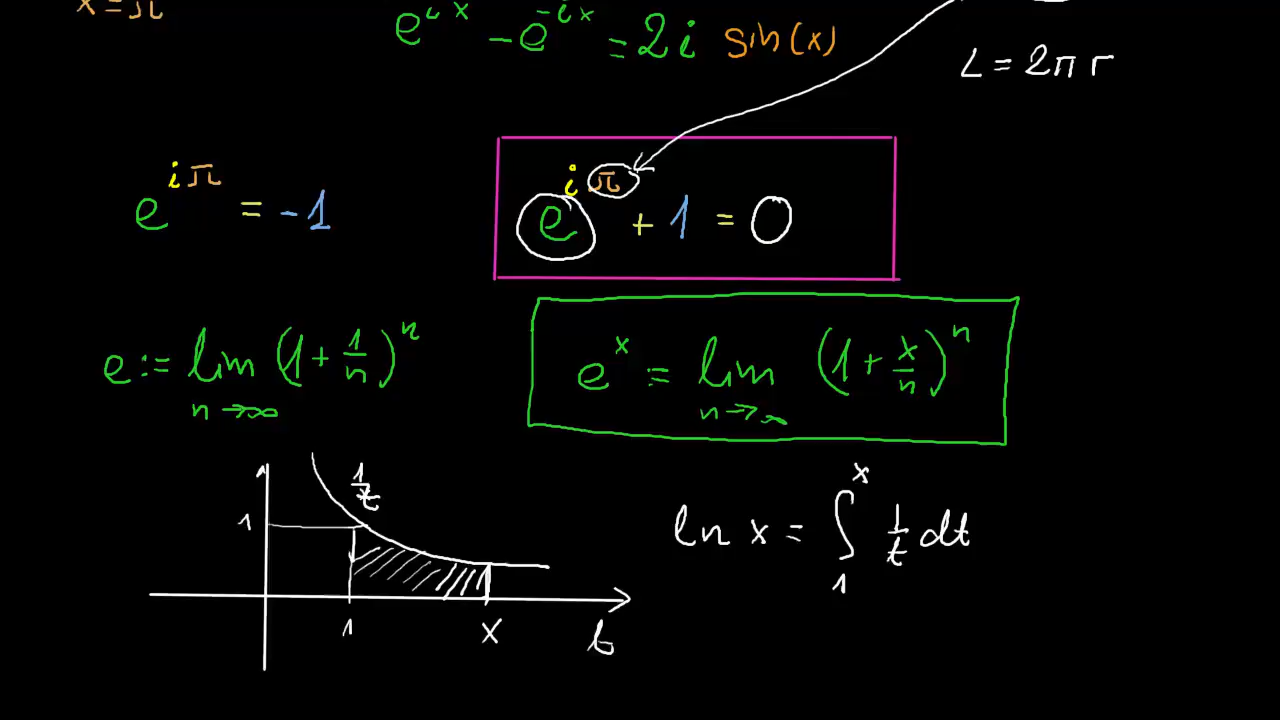 x = π
e^{ix} - e^{-ix} = 2i sin(x)
L = 2π r
e^{iπ} = -1
e^{iπ} + 1 = 0
e := lim_{n→∞} (1 + 1/n)^n
e^x = lim_{n→∞} (1 + x/n)^n
1/t
1
1
x
t
ln x = ∫_1^x 1/t dt